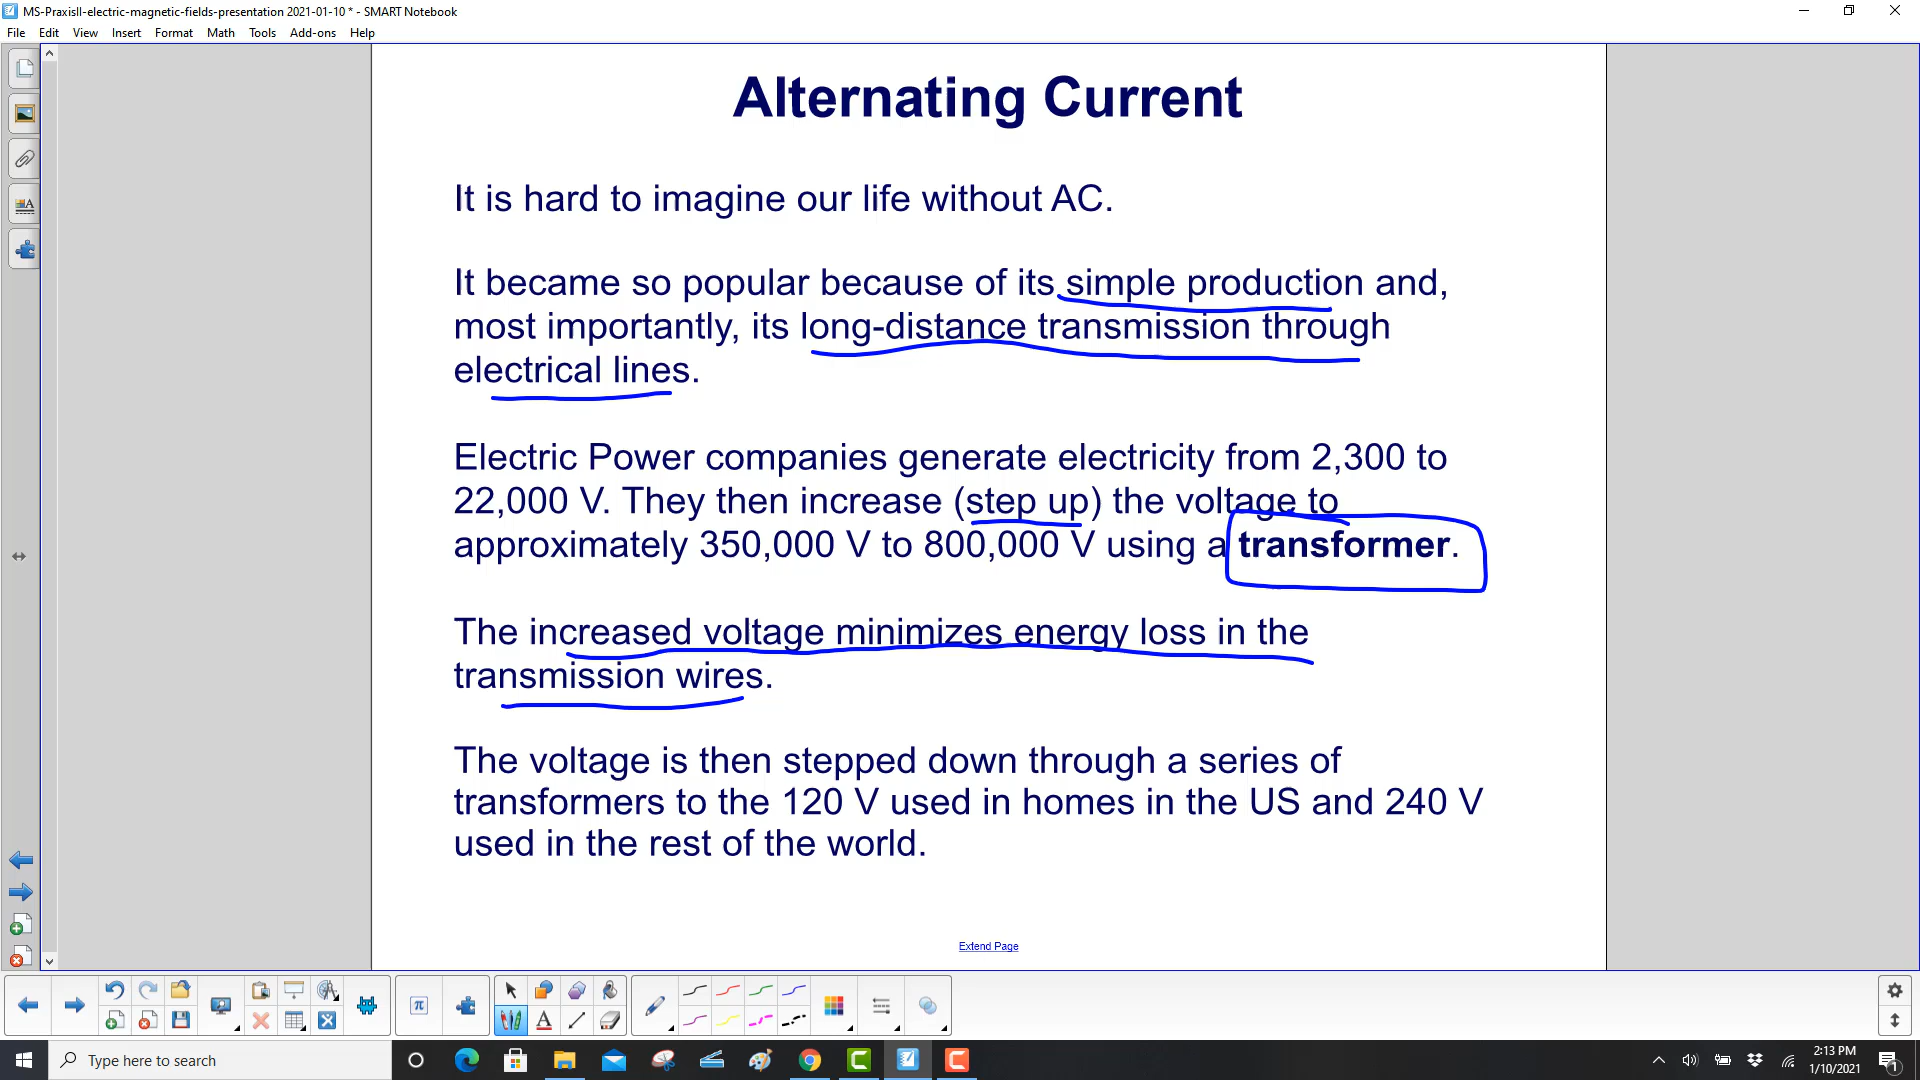 MS-PraxisII-electric-magnetic-fields-presentation 2021-01-10 * - SMART Notebook
File Edit View Insert Format Math Tools Add-ons Help
Alternating Current
It is hard to imagine our life without AC.
It became so popular because of its simple production and,
most importantly, its long-distance transmission through
electrical lines.
Electric Power companies generate electricity from 2,300 to
22,000 V. They then increase (step up) the voltage to
approximately 350,000 V to 800,000 V using a transformer.
The increased voltage minimizes energy loss in the
transmission wires.
The voltage is then stepped down through a series of
transformers to the 120 V used in homes in the US and 240 V
used in the rest of the world.
Extend Page
Type here to search
2:13 PM
1/10/2021
1